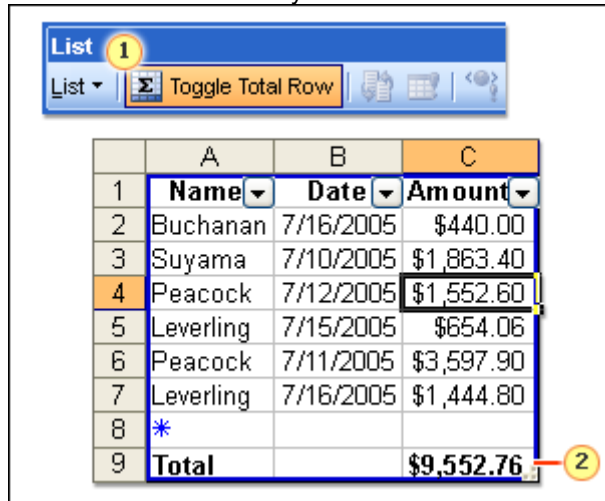 List
1
List Σ Toggle Total Row
A B C
1 Name Date Amount
2 Buchanan 7/16/2005 $440.00
3 Suyama 7/10/2005 $1,863.40
4 Peacock 7/12/2005 $1,552.60
5 Leverling 7/15/2005 $654.06
6 Peacock 7/11/2005 $3,597.90
7 Leverling 7/16/2005 $1,444.80
8 *
9 Total $9,552.76 2